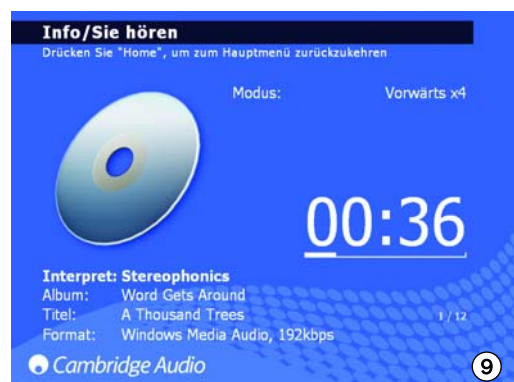 Info/Sie hören
Drücken Sie "Home", um zum Hauptmenü zurückzukehren
Modus: Vorwärts x4
00:36
Interpret: Stereophonics
Album: Word Gets Around
Titel: A Thousand Trees
1/12
Format: Windows Media Audio, 192kbps
Cambridge Audio
9